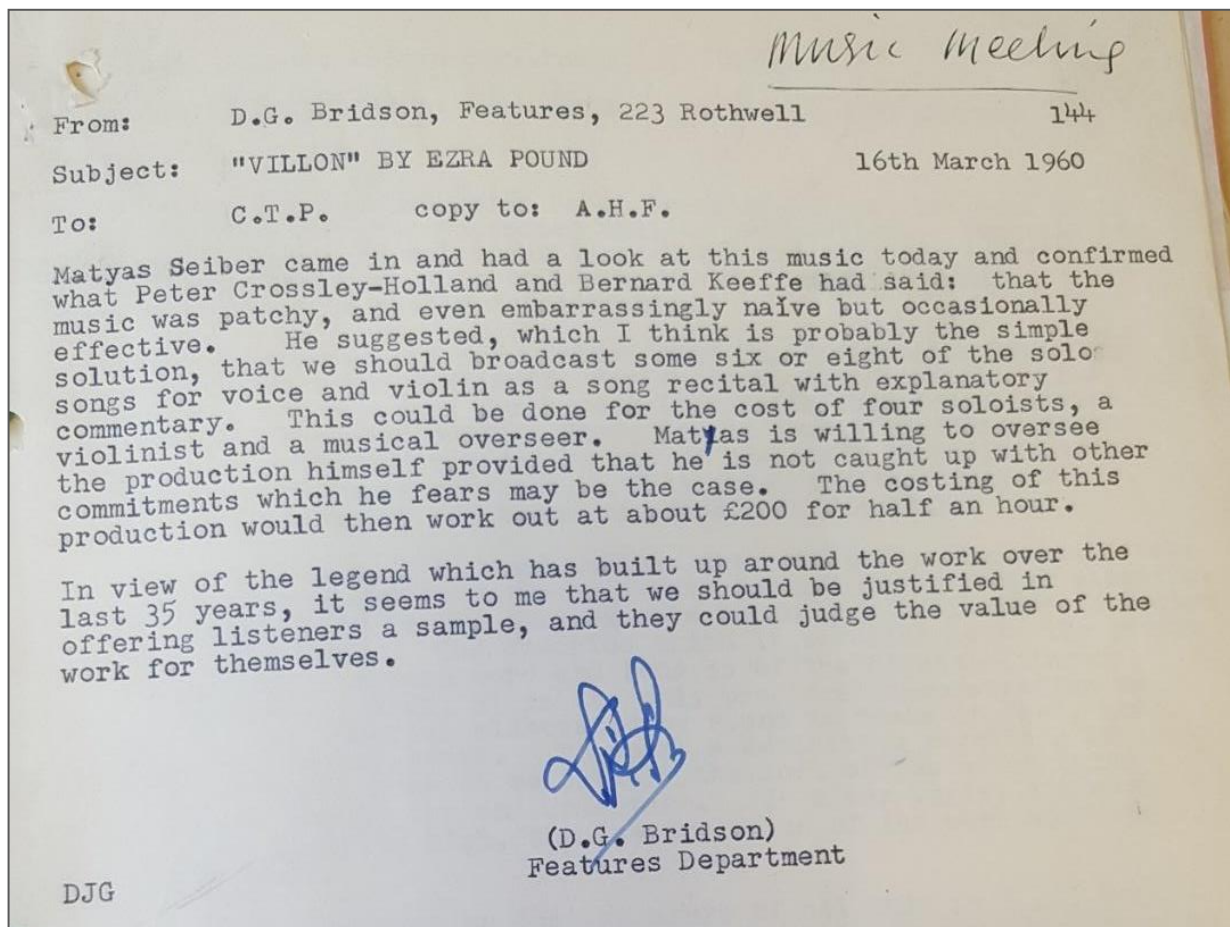 Music Meeting
From: D.G. Bridson, Features, 223 Rothwell 144
Subject: "VILLON" BY EZRA POUND 16th March 1960
To: C.T.P. copy to: A.H.F.
Matyas Seiber came in and had a look at this music today and confirmed
what Peter Crossley-Holland and Bernard Keeffe had said: that the
music was patchy, and even embarrassingly naïve but occasionally
effective. He suggested, which I think is probably the simple
solution, that we should broadcast some six or eight of the solo
songs for voice and violin as a song recital with explanatory
commentary. This could be done for the cost of four soloists, a
violinist and a musical overseer. Matyas is willing to oversee
the production himself provided that he is not caught up with other
commitments which he fears may be the case. The costing of this
production would then work out at about £200 for half an hour.
In view of the legend which has built up around the work over the
last 35 years, it seems to me that we should be justified in
offering listeners a sample, and they could judge the value of the
work for themselves.
(D.G. Bridson)
Features Department
DJG